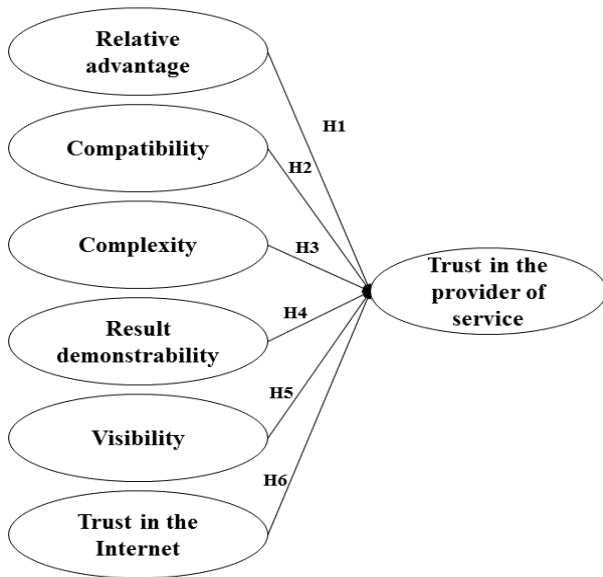 Relative
advantage
H1
Compatibility
H2
Complexity
H3
Trust in the
provider of
service
Result
demonstrability
H4
Visibility
H5
H6
Trust in the
Internet